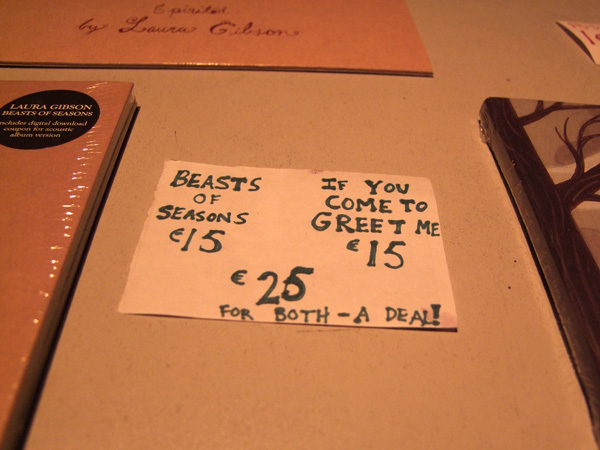 Spirited
by Laura Gibson
LAURA GIBSON
BEASTS OF SEASONS
includes digital download
coupon for acoustic
album version
BEASTS
OF
SEASONS
€15
IF YOU
COME TO
GREET ME
€15
€25
FOR BOTH - A DEAL!